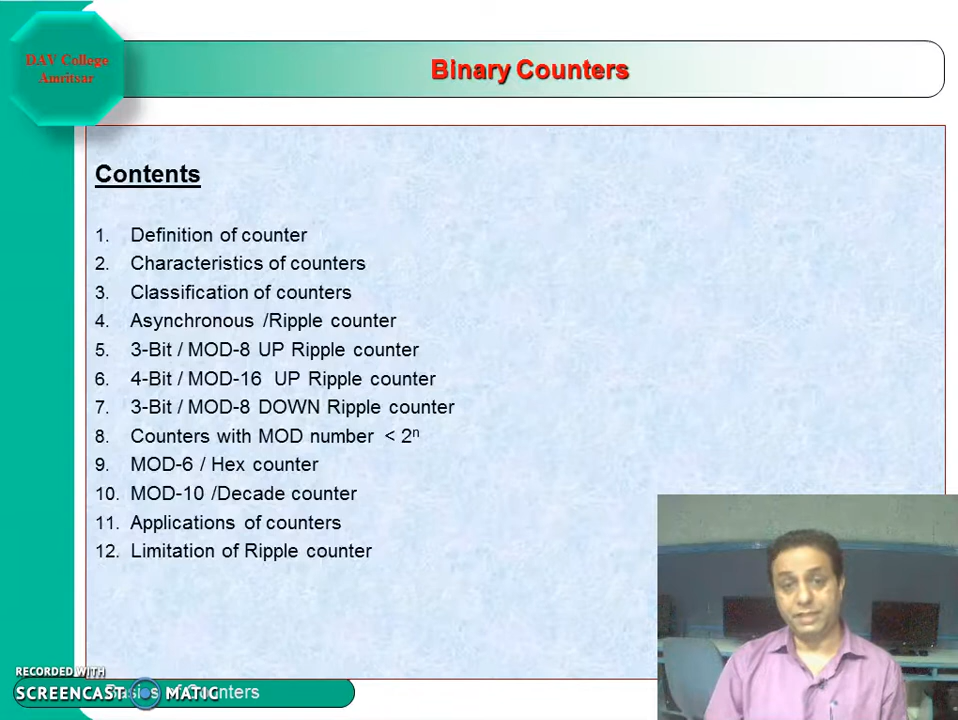 DAV College
Amritsar
Binary Counters
Contents
1. Definition of counter
2. Characteristics of counters
3. Classification of counters
4. Asynchronous /Ripple counter
5. 3-Bit / MOD-8 UP Ripple counter
6. 4-Bit / MOD-16 UP Ripple counter
7. 3-Bit / MOD-8 DOWN Ripple counter
8. Counters with MOD number < 2ⁿ
9. MOD-6 / Hex counter
10. MOD-10 /Decade counter
11. Applications of counters
12. Limitation of Ripple counter
RECORDED WITH
SCREENCAST MATIC
Basics of Counters